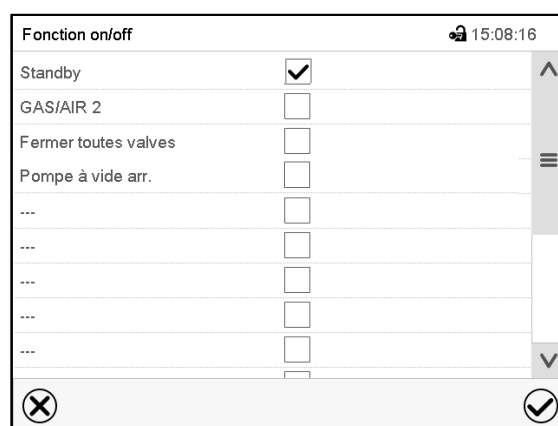 Fonction on/off 15:08:16
Standby
GAS/AIR 2
Fermer toutes valves
Pompe à vide arr.
---
---
---
---
---